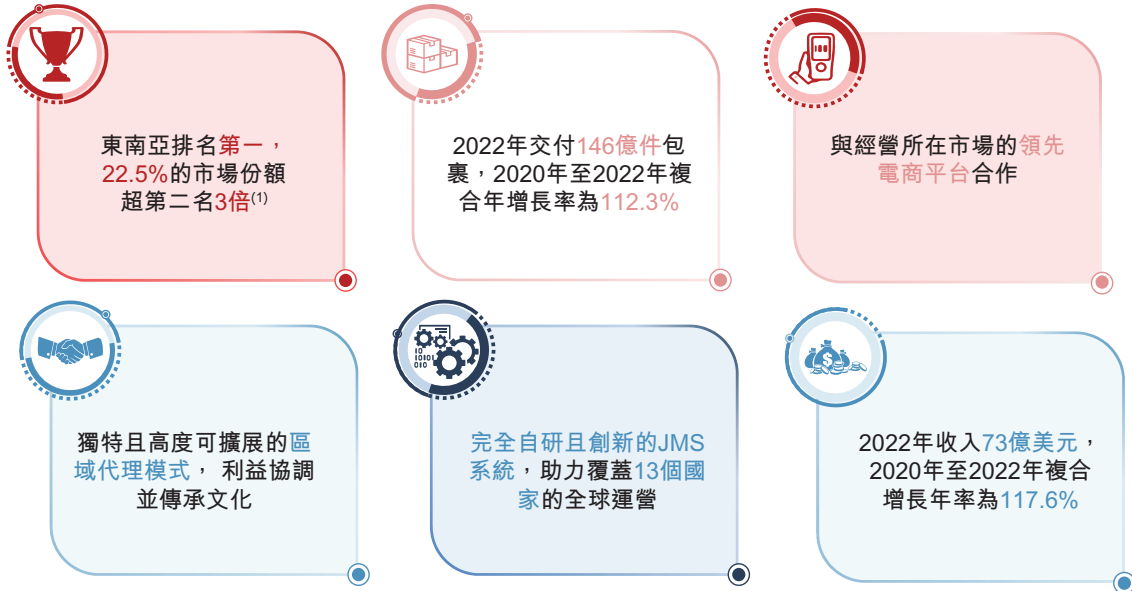 東南亞排名第一，
22.5%的市場份額
超第二名3倍(1)
2022年交付146億件包
裹，2020年至2022年複
合年增長率為112.3%
與經營所在市場的領先
電商平台合作
獨特且高度可擴展的區
域代理模式， 利益協調
並傳承文化
10
10101
010
完全自研且創新的JMS
系統，助力覆蓋13個國
家的全球運營
$
2022年收入73億美元，
2020年至2022年複合
增長年率為117.6%